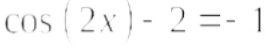 cos (2x) - 2 = - 1